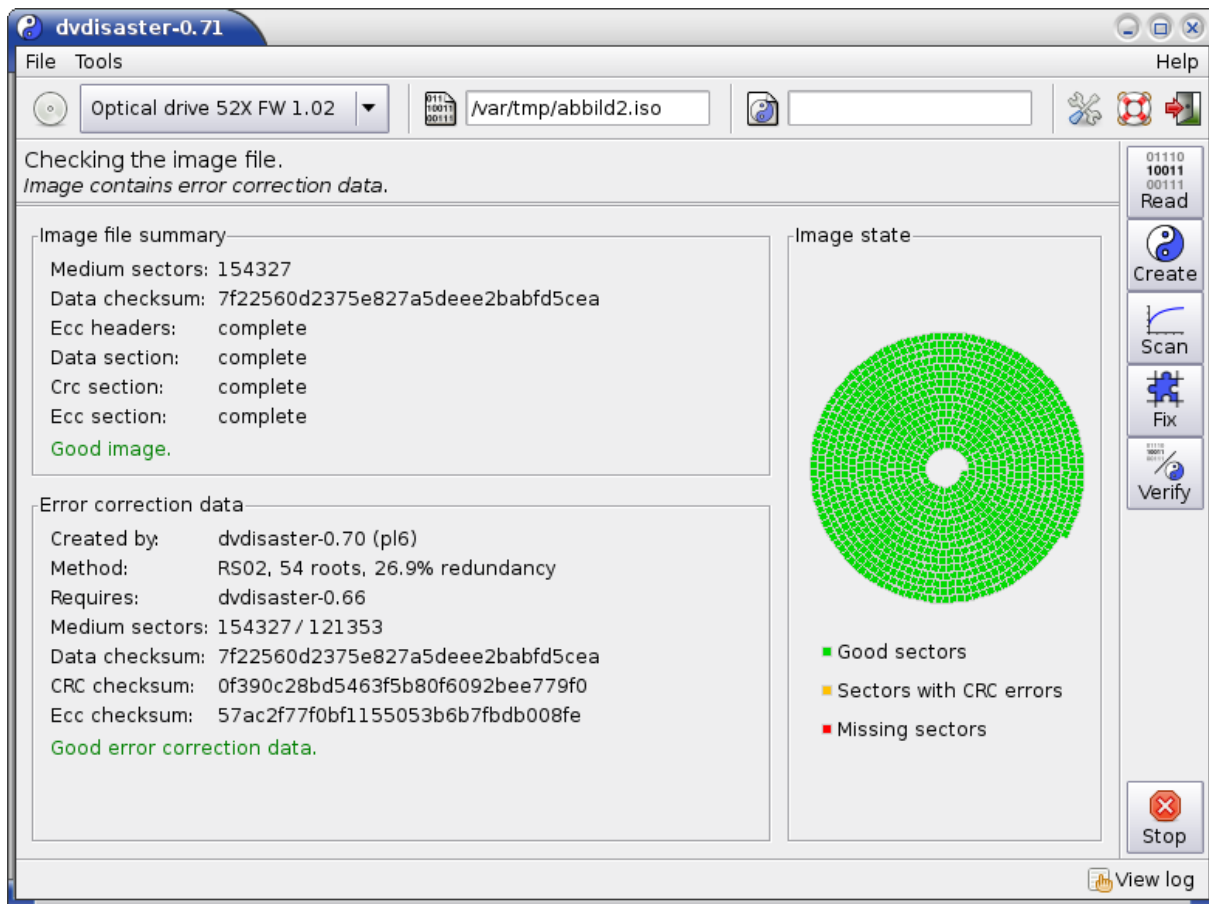 dvdisaster-0.71
File Tools Help
Optical drive 52X FW 1.02 /var/tmp/abbild2.iso
Checking the image file.
Image contains error correction data.
Image file summary
Medium sectors: 154327
Data checksum: 7f22560d2375e827a5deee2babfd5cea
Ecc headers: complete
Data section: complete
Crc section: complete
Ecc section: complete
Good image.
Error correction data
Created by: dvdisaster-0.70 (pl6)
Method: RS02, 54 roots, 26.9% redundancy
Requires: dvdisaster-0.66
Medium sectors: 154327 / 121353
Data checksum: 7f22560d2375e827a5deee2babfd5cea
CRC checksum: 0f390c28bd5463f5b80f6092bee779f0
Ecc checksum: 57ac2f77f0bf1155053b6b7fbdb008fe
Good error correction data.
Image state
Good sectors
Sectors with CRC errors
Missing sectors
01110
10011
00111
Read
Create
Scan
Fix
Verify
Stop
View log